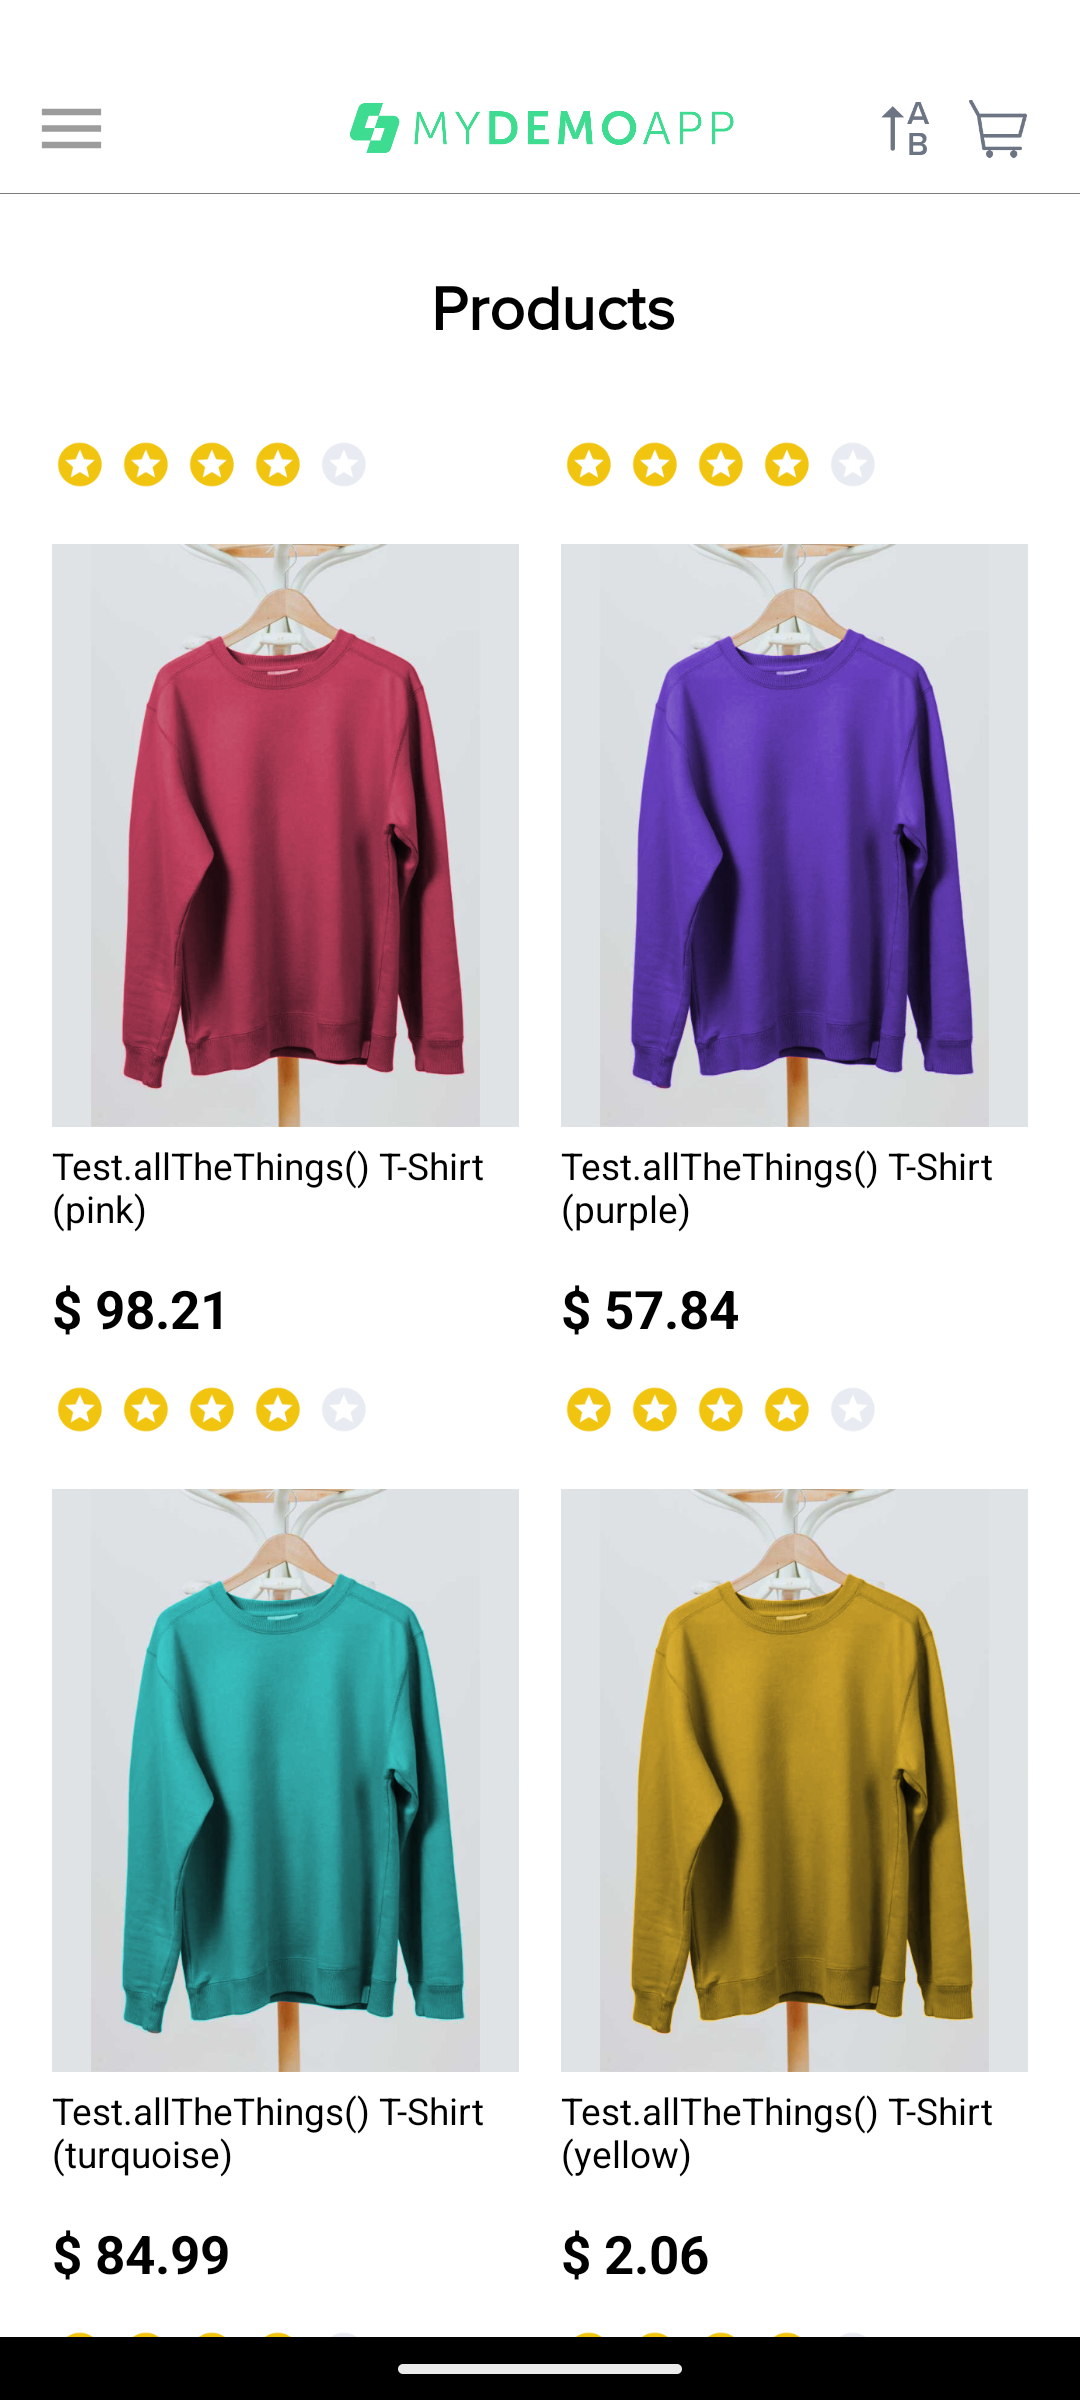 MYDEMOAPP
A
B
Products
Test.allTheThings() T-Shirt
(pink)
Test.allTheThings() T-Shirt
(purple)
$ 98.21
$ 57.84
Test.allTheThings() T-Shirt
(turquoise)
Test.allTheThings() T-Shirt
(yellow)
$ 84.99
$ 2.06